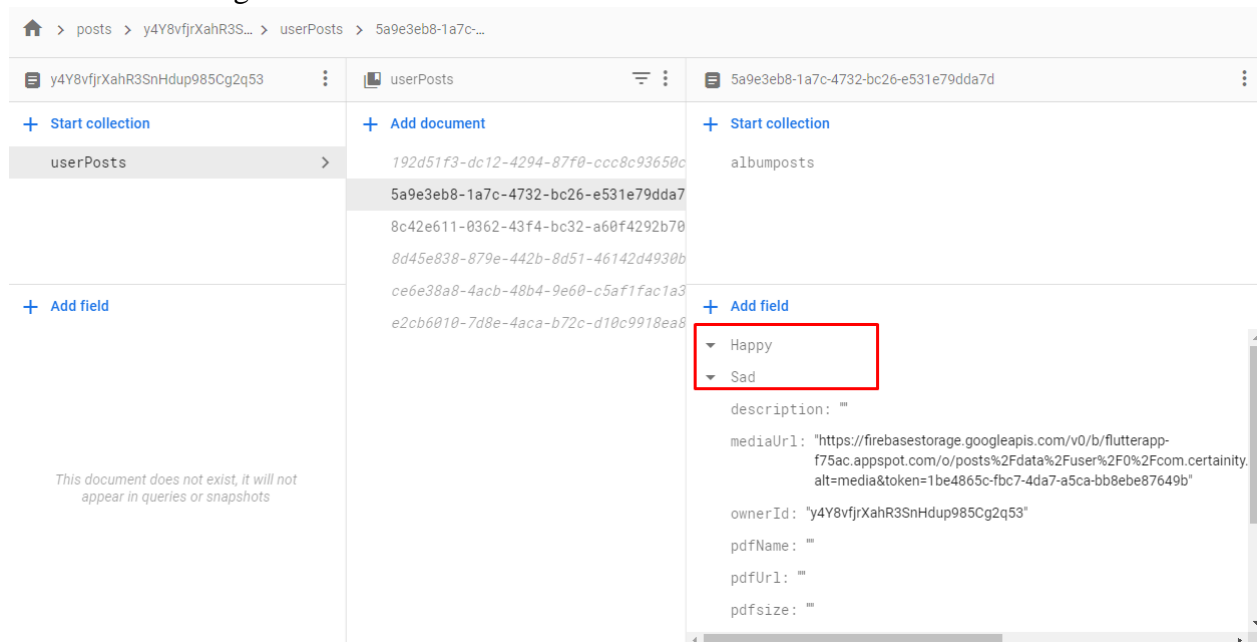 posts > y4Y8vfjrXahR3S... > userPosts > 5a9e3eb8-1a7c-...
y4Y8vfjrXahR3SnHdup985Cg2q53
+ Start collection
userPosts
+ Add field
This document does not exist, it will not
appear in queries or snapshots
userPosts
+ Add document
192d51f3-dc12-4294-87f0-ccc8c93650c
5a9e3eb8-1a7c-4732-bc26-e531e79dda7
8c42e611-0362-43f4-bc32-a60f4292b70
8d45e838-879e-442b-8d51-46142d4930b
ce6e38a8-4acb-48b4-9e60-c5af1fac1a3
e2cb6010-7d8e-4aca-b72c-d10c9918ea8
5a9e3eb8-1a7c-4732-bc26-e531e79dda7d
+ Start collection
albumposts
+ Add field
Happy
Sad
description: ""
mediaUrl: "https://firebasestorage.googleapis.com/v0/b/flutterapp-
f75ac.appspot.com/o/posts%2Fdata%2Fuser%2F0%2Fcom.certainity.
alt=media&token=1be4865c-fbc7-4da7-a5ca-bb8ebe87649b"
ownerId: "y4Y8vfjrXahR3SnHdup985Cg2q53"
pdfName: ""
pdfUrl: ""
pdfsize: ""